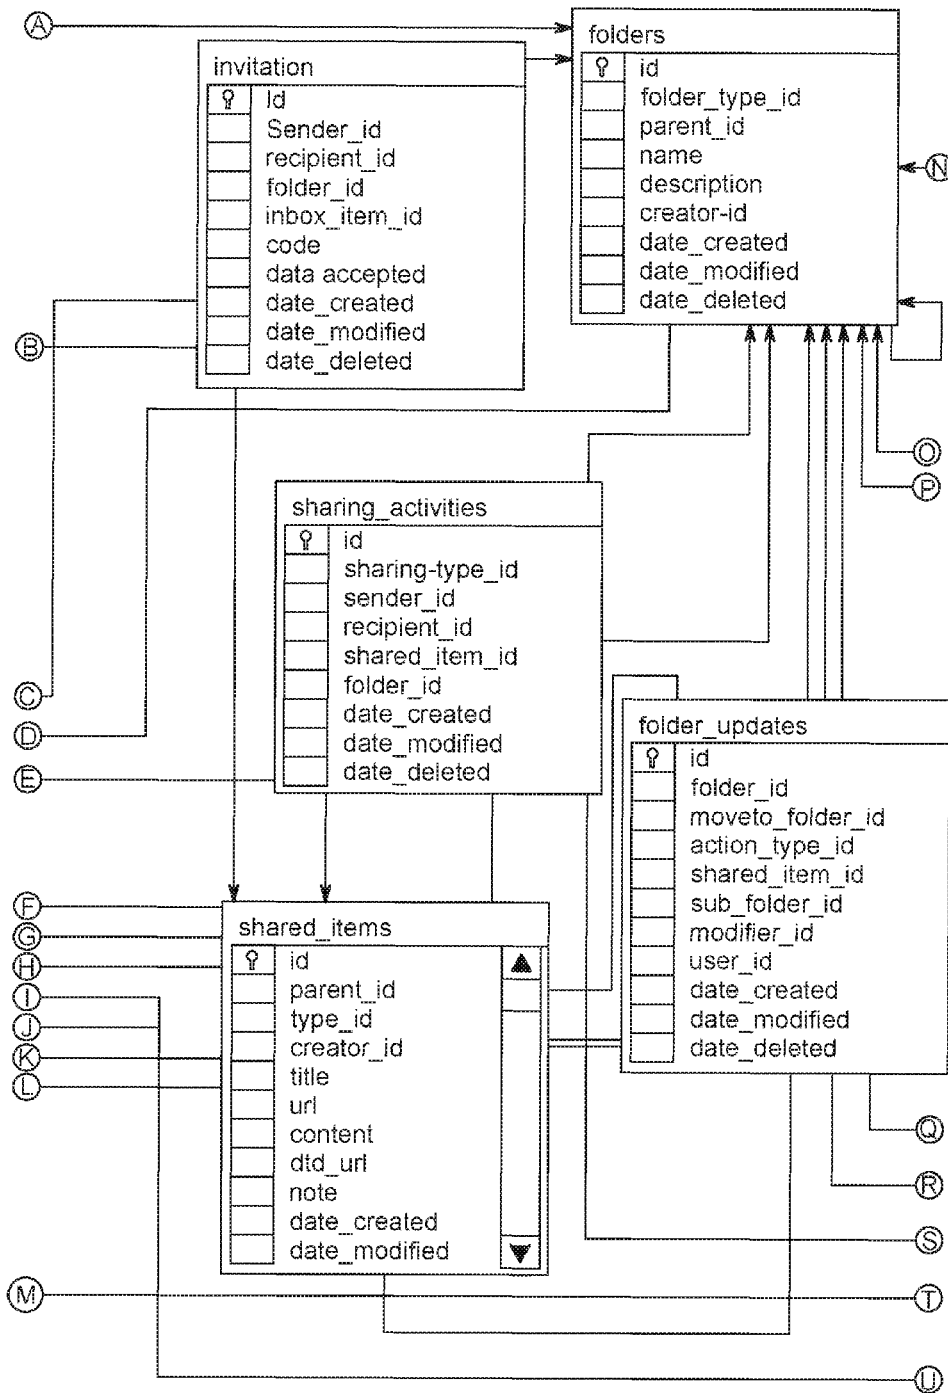 A
folders
id
folder_type_id
parent_id
name
description
creator-id
date_created
date_modified
date_deleted
N
invitation
Id
Sender_id
recipient_id
folder_id
inbox_item_id
code
data accepted
date_created
date_modified
date_deleted
B
O
P
sharing_activities
id
sharing-type_id
sender_id
recipient_id
shared_item_id
folder_id
date_created
date_modified
date_deleted
C
D
E
folder_updates
id
folder_id
moveto_folder_id
action_type_id
shared_item_id
sub_folder_id
modifier_id
user_id
date_created
date_modified
date_deleted
F
G
H
I
J
K
L
shared_items
id
parent_id
type_id
creator_id
title
url
content
dtd_url
note
date_created
date_modified
Q
R
S
M
T
U